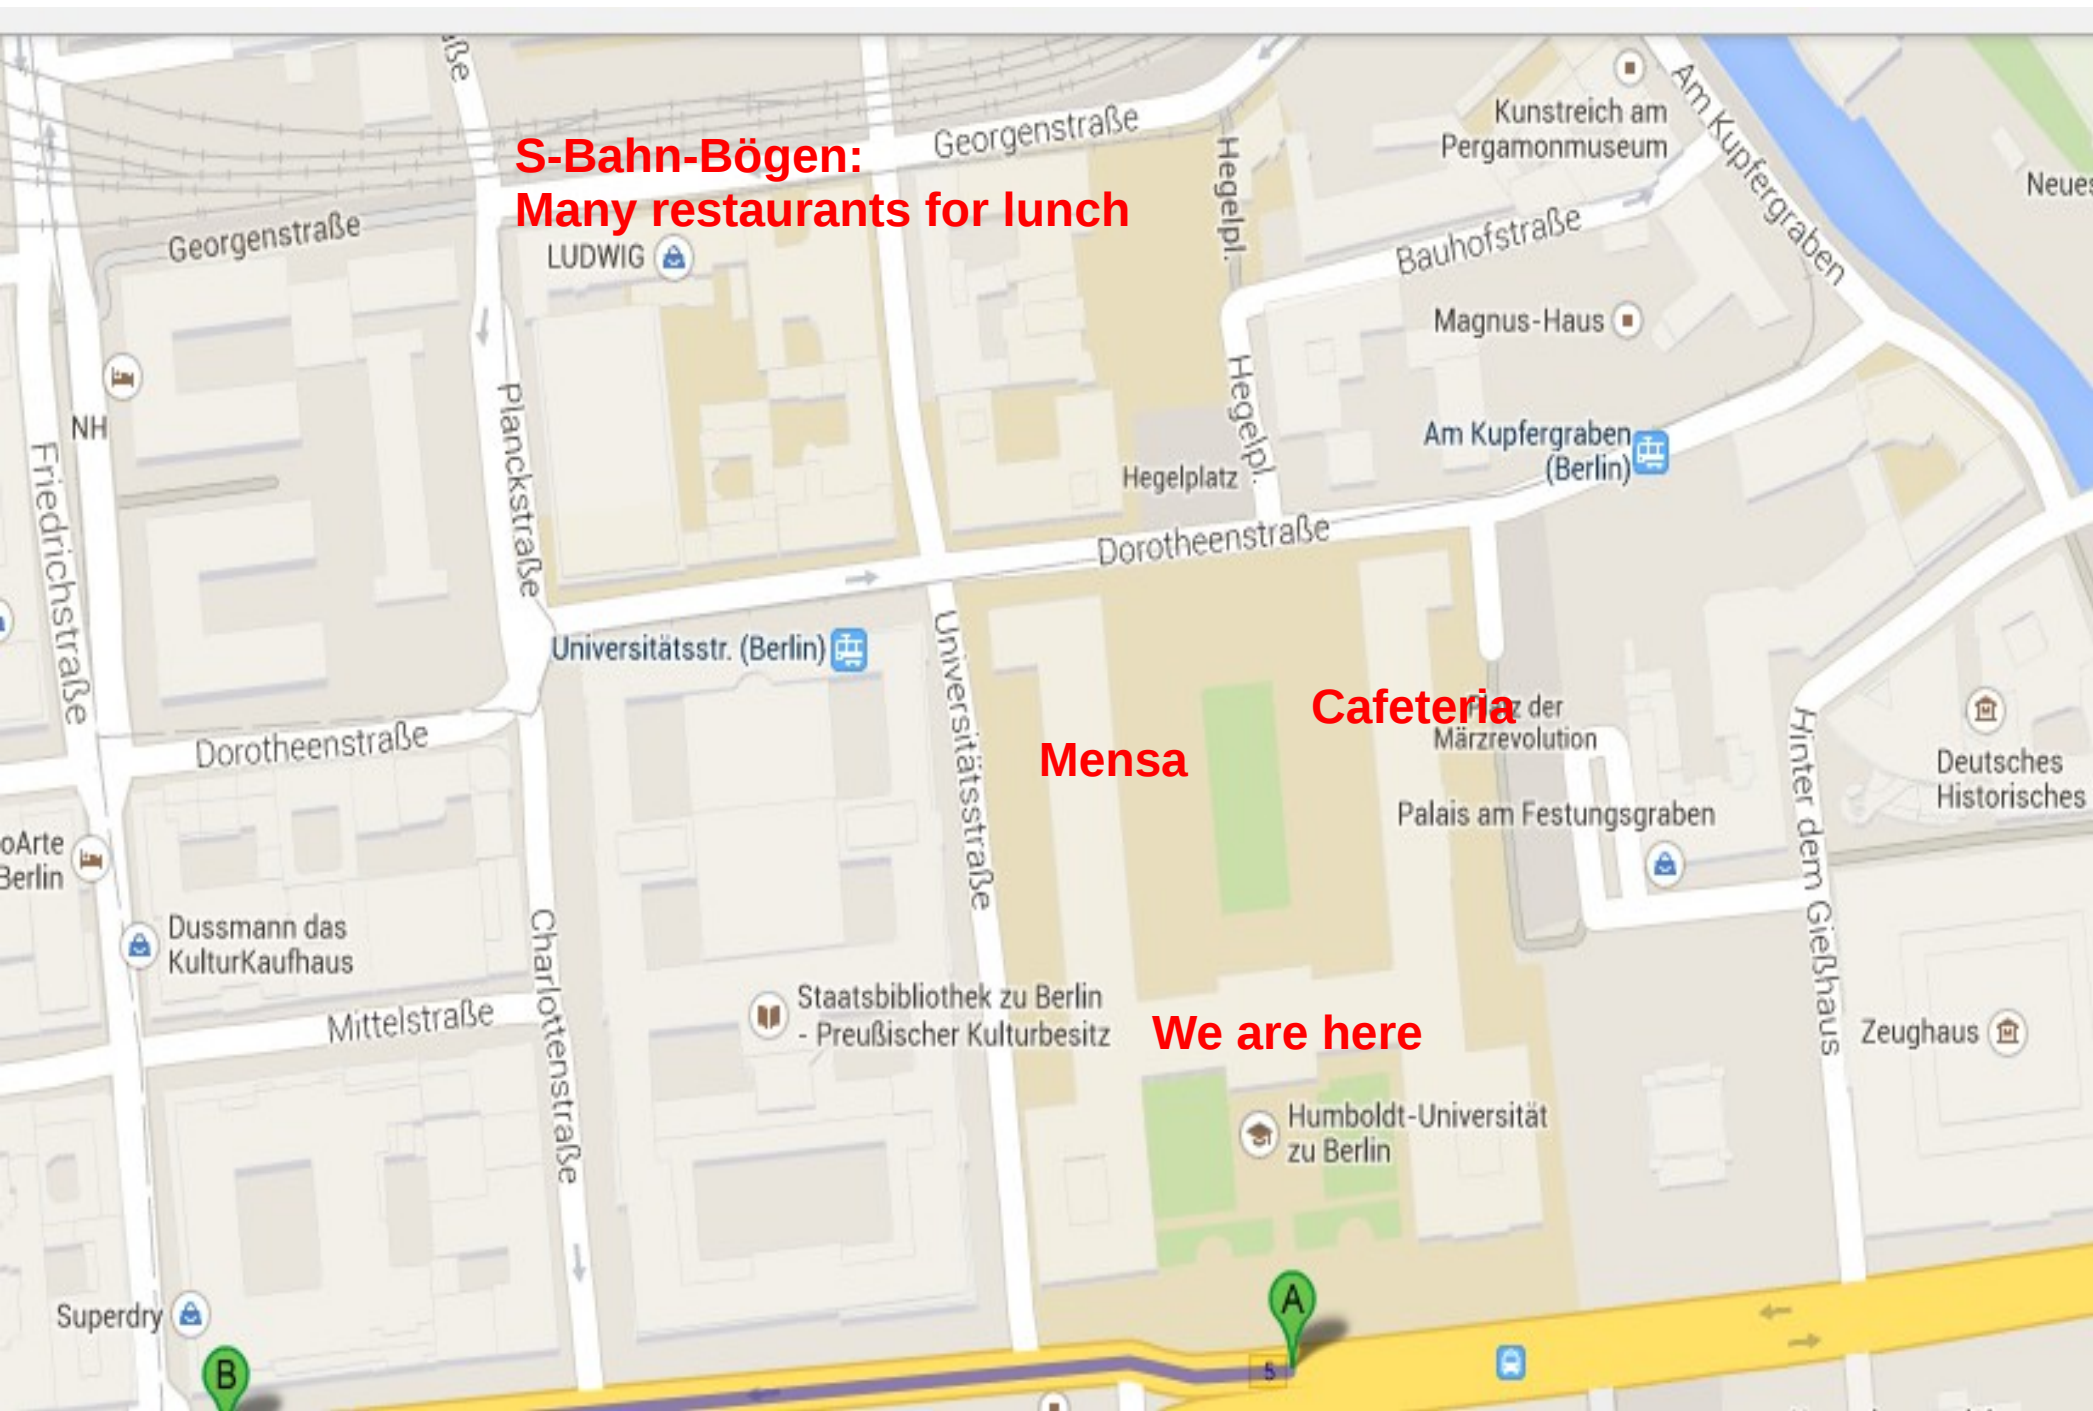 aße
Kunstreich am
Pergamonmuseum
Am Kupfergraben
Georgenstraße
S-Bahn-Bögen:
Many restaurants for lunch
Hegelpl.
Neues
Georgenstraße
LUDWIG
Bauhofstraße
Magnus-Haus
NH
Planckstraße
Hegelpl.
Am Kupfergraben
(Berlin)
Friedrichstraße
Hegelplatz
Dorotheenstraße
Universitätsstr. (Berlin)
Universitätsstraße
Cafeteria
Platz der
Märzrevolution
Mensa
Dorotheenstraße
Hinter dem Gießhaus
Deutsches
Historisches
Palais am Festungsgraben
oArte
Berlin
Dussmann das
KulturKaufhaus
Charlottenstraße
Mittelstraße
Staatsbibliothek zu Berlin
- Preußischer Kulturbesitz
We are here
Zeughaus
Humboldt-Universität
zu Berlin
A
Superdry
B
5